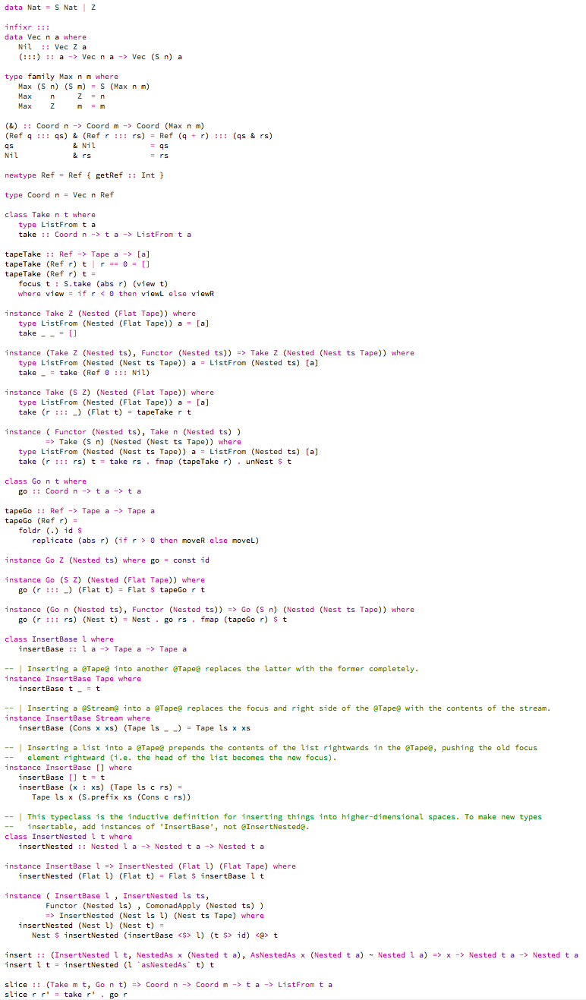 data Nat = S Nat | Z
infixr :::
data Vec n a where
Nil :: Vec Z a
(:::) :: a -> Vec n a -> Vec (S n) a
type family Max n m where
Max (S n) (S m) = S (Max n m)
Max n Z = n
Max Z m = m
(&) :: Coord n -> Coord m -> Coord (Max n m)
(Ref q ::: qs) & (Ref r ::: rs) = Ref (q + r) ::: (qs & rs)
qs & Nil = qs
Nil & rs = rs
newtype Ref = Ref { getRef :: Int }
type Coord n = Vec n Ref
class Take n t where
type ListFrom t a
take :: Coord n -> t a -> ListFrom t a
tapeTake :: Ref -> Tape a -> [a]
tapeTake (Ref r) t | r == 0 = []
tapeTake (Ref r) t =
focus t : S.take (abs r) (view t)
where view = if r < 0 then viewL else viewR
instance Take Z (Nested (Flat Tape)) where
type ListFrom (Nested (Flat Tape)) a = [a]
take _ _ = []
instance (Take Z (Nested ts), Functor (Nested ts)) => Take Z (Nested (Nest ts Tape)) where
type ListFrom (Nested (Nest ts Tape)) a = ListFrom (Nested ts) [a]
take _ = take (Ref 0 ::: Nil)
instance Take (S Z) (Nested (Flat Tape)) where
type ListFrom (Nested (Flat Tape)) a = [a]
take (r ::: _) (Flat t) = tapeTake r t
instance ( Functor (Nested ts), Take n (Nested ts) )
=> Take (S n) (Nested (Nest ts Tape)) where
type ListFrom (Nested (Nest ts Tape)) a = ListFrom (Nested ts) [a]
take (r ::: rs) t = take rs . fmap (tapeTake r) . unNest $ t
class Go n t where
go :: Coord n -> t a -> t a
tapeGo :: Ref -> Tape a -> Tape a
tapeGo (Ref r) =
foldr (.) id $
replicate (abs r) (if r > 0 then moveR else moveL)
instance Go Z (Nested ts) where go = const id
instance Go (S Z) (Nested (Flat Tape)) where
go (r ::: _) (Flat t) = Flat $ tapeGo r t
instance (Go n (Nested ts), Functor (Nested ts)) => Go (S n) (Nested (Nest ts Tape)) where
go (r ::: rs) (Nest t) = Nest . go rs . fmap (tapeGo r) $ t
class InsertBase l where
insertBase :: l a -> Tape a -> Tape a
-- | Inserting a @Tape@ into another @Tape@ replaces the latter with the former completely.
instance InsertBase Tape where
insertBase t _ = t
-- | Inserting a @Stream@ into a @Tape@ replaces the focus and right side of the @Tape@ with the contents of the stream.
instance InsertBase Stream where
insertBase (Cons x xs) (Tape ls _ _) = Tape ls x xs
-- | Inserting a list into a @Tape@ prepends the contents of the list rightwards in the @Tape@, pushing the old focus
-- element rightward (i.e. the head of the list becomes the new focus).
instance InsertBase [] where
insertBase [] t = t
insertBase (x : xs) (Tape ls c rs) =
Tape ls x (S.prefix xs (Cons c rs))
-- | This typeclass is the inductive definition for inserting things into higher-dimensional spaces. To make new types
-- insertable, add instances of 'InsertBase', not @InsertNested@.
class InsertNested l t where
insertNested :: Nested l a -> Nested t a -> Nested t a
instance InsertBase l => InsertNested (Flat l) (Flat Tape) where
insertNested (Flat l) (Flat t) = Flat $ insertBase l t
instance ( InsertBase l , InsertNested ls ts,
Functor (Nested ls) , ComonadApply (Nested ts) )
=> InsertNested (Nest ls l) (Nest ts Tape) where
insertNested (Nest l) (Nest t) =
Nest $ insertNested (insertBase <$> l) (t $> id) <@> t
insert :: (InsertNested l t, NestedAs x (Nested t a), AsNestedAs x (Nested t a) ~ Nested l a) => x -> Nested t a -> Nested t a
insert l t = insertNested (l `asNestedAs` t) t
slice :: (Take m t, Go n t) => Coord n -> Coord m -> t a -> ListFrom t a
slice r r' = take r' . go r